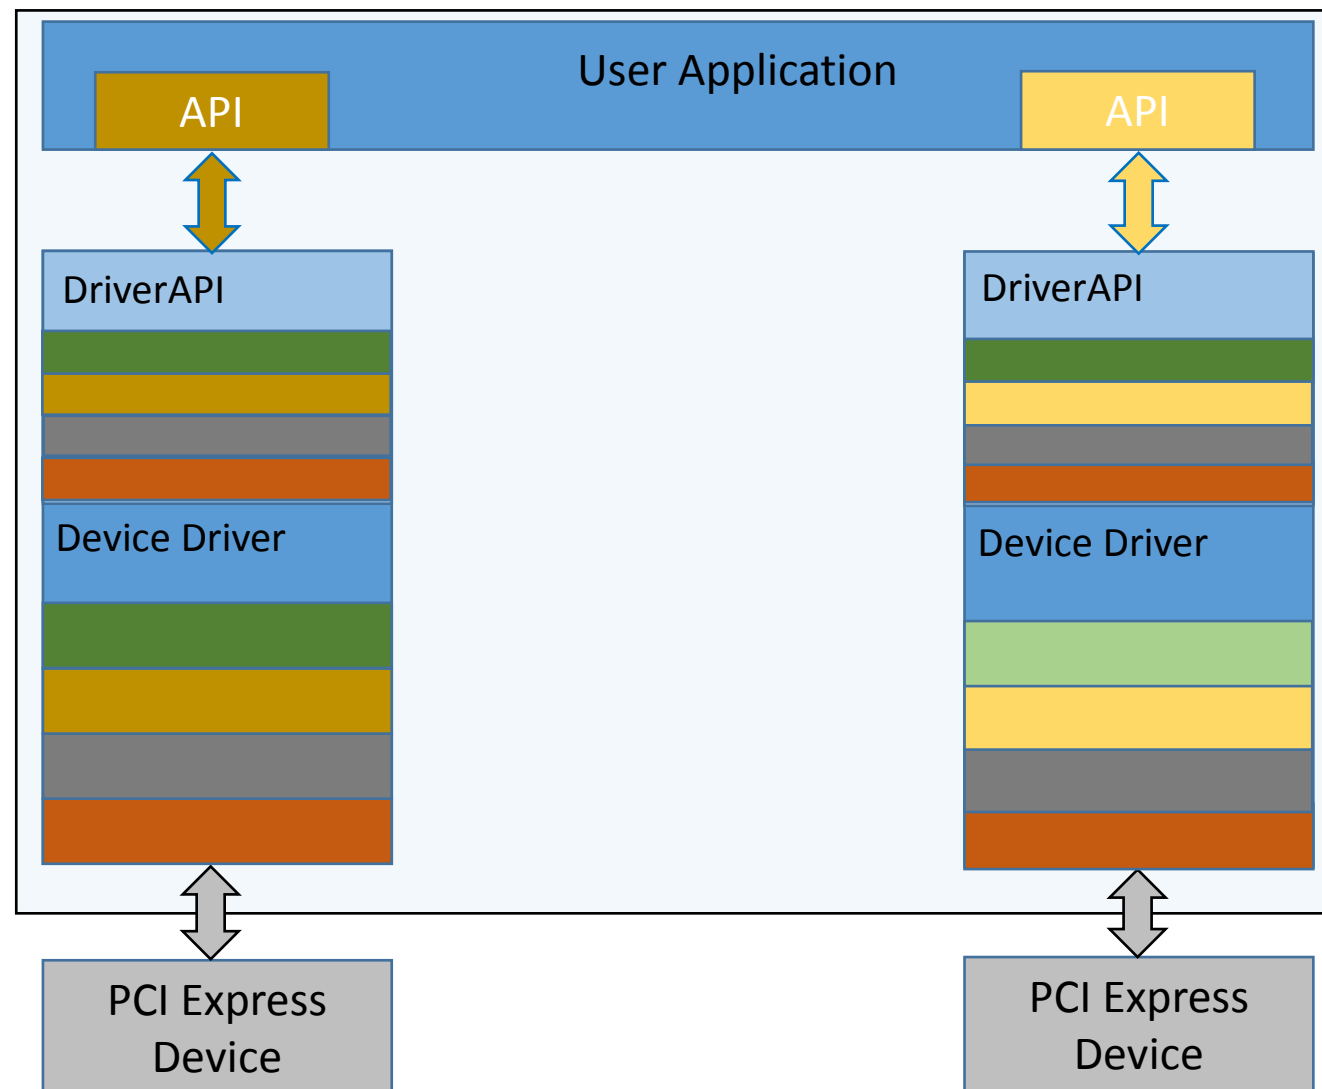 User Application
API
API
DriverAPI
DriverAPI
Device Driver
Device Driver
PCI Express
Device
PCI Express
Device